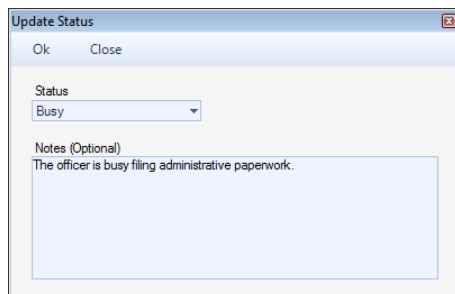 Update Status
Ok Close
Status
Busy
Notes (Optional)
The officer is busy filing administrative paperwork.